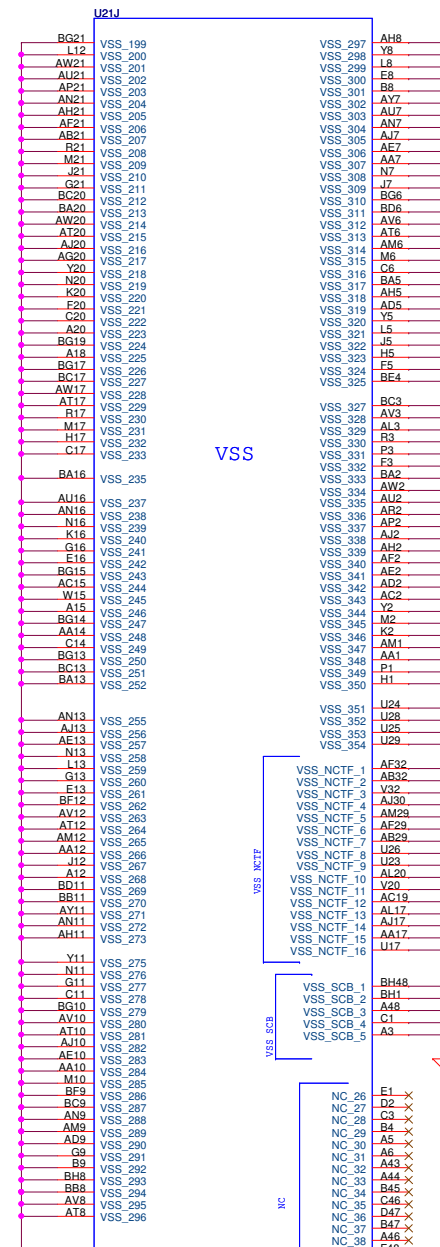 U21J
BG21 VSS_199
L12 VSS_200
AW21 VSS_201
AU21 VSS_202
AP21 VSS_203
AN21 VSS_204
AH21 VSS_205
AF21 VSS_206
AB21 VSS_207
R21 VSS_208
M21 VSS_209
J21 VSS_210
G21 VSS_211
BC20 VSS_212
BA20 VSS_213
AW20 VSS_214
AT20 VSS_215
AJ20 VSS_216
AG20 VSS_217
Y20 VSS_218
N20 VSS_219
K20 VSS_220
F20 VSS_221
C20 VSS_222
A20 VSS_223
BG19 VSS_224
A18 VSS_225
BG17 VSS_226
BC17 VSS_227
AW17 VSS_228
AT17 VSS_229
R17 VSS_230
M17 VSS_231
H17 VSS_232
C17 VSS_233
BA16 VSS_235
AU16 VSS_237
AN16 VSS_238
N16 VSS_239
K16 VSS_240
G16 VSS_241
E16 VSS_242
BG15 VSS_243
AC15 VSS_244
W15 VSS_245
A15 VSS_246
BG14 VSS_247
AA14 VSS_248
C14 VSS_249
BG13 VSS_250
BC13 VSS_251
BA13 VSS_252
AN13 VSS_255
AJ13 VSS_256
AE13 VSS_257
N13 VSS_258
L13 VSS_259
G13 VSS_260
E13 VSS_261
BF12 VSS_262
AV12 VSS_263
AT12 VSS_264
AM12 VSS_265
AA12 VSS_266
J12 VSS_267
A12 VSS_268
BD11 VSS_269
BB11 VSS_270
AY11 VSS_271
AN11 VSS_272
AH11 VSS_273
Y11 VSS_275
N11 VSS_276
G11 VSS_277
C11 VSS_278
BG10 VSS_279
AV10 VSS_280
AT10 VSS_281
AJ10 VSS_282
AE10 VSS_283
AA10 VSS_284
M10 VSS_285
BF9 VSS_286
BC9 VSS_287
AN9 VSS_288
AM9 VSS_289
AD9 VSS_290
G9 VSS_291
B9 VSS_292
BH8 VSS_293
BB8 VSS_294
AV8 VSS_295
AT8 VSS_296
VSS
VSS NCTF
VSS SCB
NC
VSS_297 AH8
VSS_298 Y8
VSS_299 L8
VSS_300 E8
VSS_301 B8
VSS_302 AY7
VSS_303 AU7
VSS_304 AN7
VSS_305 AJ7
VSS_306 AE7
VSS_307 AA7
VSS_308 N7
VSS_309 J7
VSS_310 BG6
VSS_311 BD6
VSS_312 AV6
VSS_313 AT6
VSS_314 AM6
VSS_315 M6
VSS_316 C6
VSS_317 BA5
VSS_318 AH5
VSS_319 AD5
VSS_320 Y5
VSS_321 L5
VSS_322 J5
VSS_323 H5
VSS_324 F5
VSS_325 BE4
VSS_327 BC3
VSS_328 AV3
VSS_329 AL3
VSS_330 R3
VSS_331 P3
VSS_332 F3
VSS_333 BA2
VSS_334 AW2
VSS_335 AU2
VSS_336 AR2
VSS_337 AP2
VSS_338 AJ2
VSS_339 AH2
VSS_340 AF2
VSS_341 AE2
VSS_342 AD2
VSS_343 AC2
VSS_344 Y2
VSS_345 M2
VSS_346 K2
VSS_347 AM1
VSS_348 AA1
VSS_349 P1
VSS_350 H1
VSS_351 U24
VSS_352 U28
VSS_353 U25
VSS_354 U29
VSS_NCTF_1 AF32
VSS_NCTF_2 AB32
VSS_NCTF_3 V32
VSS_NCTF_4 AJ30
VSS_NCTF_5 AM29
VSS_NCTF_6 AF29
VSS_NCTF_7 AB29
VSS_NCTF_8 U26
VSS_NCTF_9 U23
VSS_NCTF_10 AL20
VSS_NCTF_11 V20
VSS_NCTF_12 AC19
VSS_NCTF_13 AL17
VSS_NCTF_14 AJ17
VSS_NCTF_15 AA17
VSS_NCTF_16 U17
VSS_SCB_1 BH48
VSS_SCB_2 BH1
VSS_SCB_3 A48
VSS_SCB_4 C1
VSS_SCB_5 A3
NC_26 E1
NC_27 D2
NC_28 C3
NC_29 B4
NC_30 A5
NC_31 A6
NC_32 A43
NC_33 A44
NC_34 B45
NC_35 C46
NC_36 D47
NC_37 B47
NC_38 A46